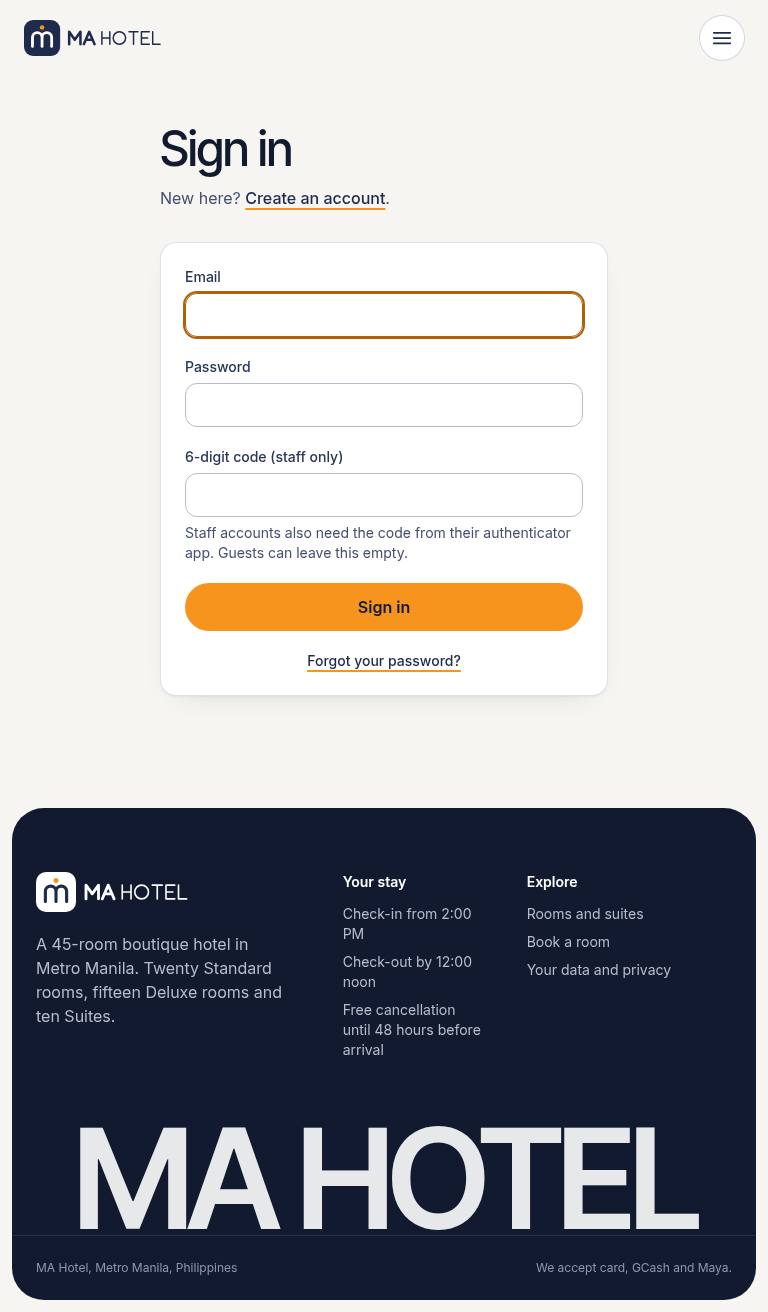 MA HOTEL
Sign in
New here? Create an account.
Email
Password
6-digit code (staff only)
Staff accounts also need the code from their authenticator
app. Guests can leave this empty.
Sign in
Forgot your password?
MA HOTEL
A 45-room boutique hotel in
Metro Manila. Twenty Standard
rooms, fifteen Deluxe rooms and
ten Suites.
Your stay
Check-in from 2:00
PM
Check-out by 12:00
noon
Free cancellation
until 48 hours before
arrival
Explore
Rooms and suites
Book a room
Your data and privacy
MA HOTEL
MA Hotel, Metro Manila, Philippines
We accept card, GCash and Maya.